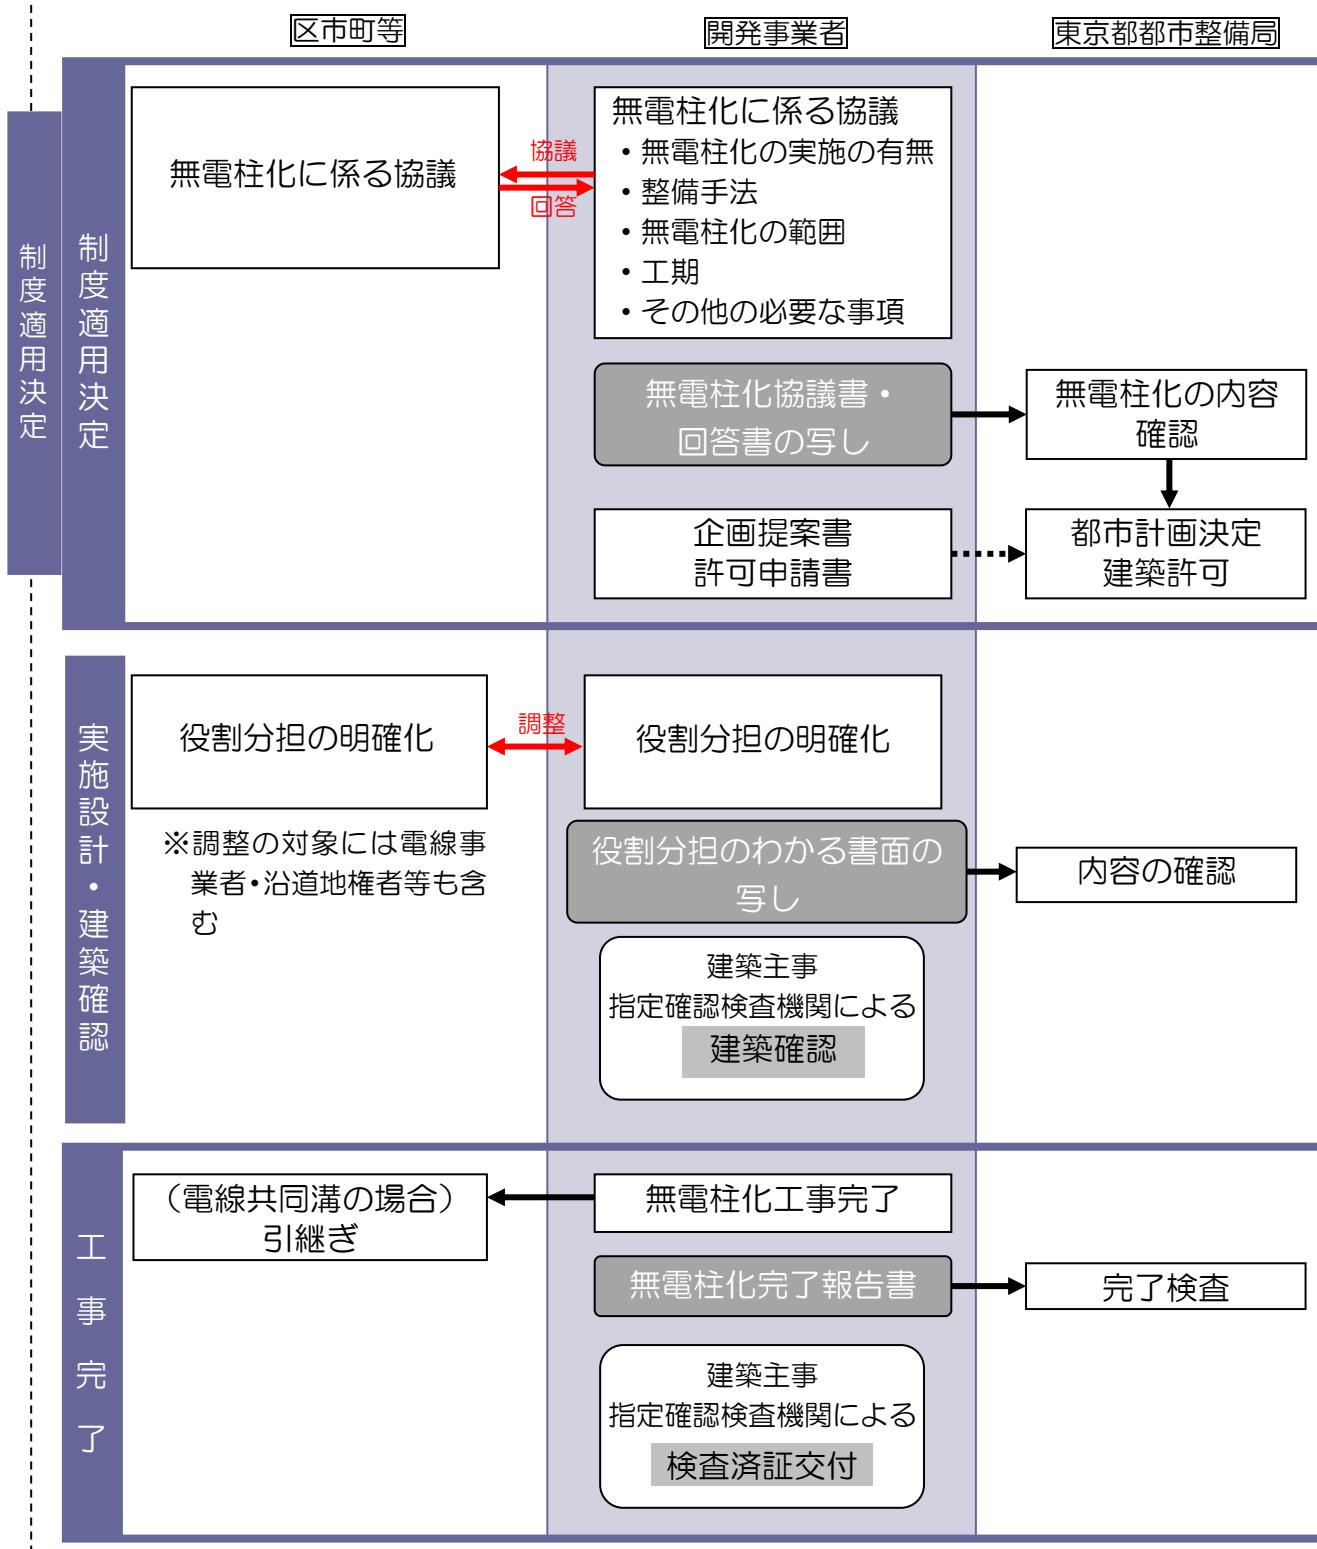 区市町等
開発事業者
東京都都市整備局
制度適用決定
制度適用決定
無電柱化に係る協議
協議
回答
無電柱化に係る協議
・無電柱化の実施の有無
・整備手法
・無電柱化の範囲
・工期
・その他の必要な事項
無電柱化協議書・
回答書の写し
無電柱化の内容
確認
企画提案書
許可申請書
都市計画決定
建築許可
実施設計・建築確認
役割分担の明確化
調整
役割分担の明確化
※調整の対象には電線事
業者・沿道地権者等も含
む
役割分担のわかる書面の
写し
内容の確認
建築主事
指定確認検査機関による
建築確認
工事完了
（電線共同溝の場合）
引継ぎ
無電柱化工事完了
無電柱化完了報告書
完了検査
建築主事
指定確認検査機関による
検査済証交付